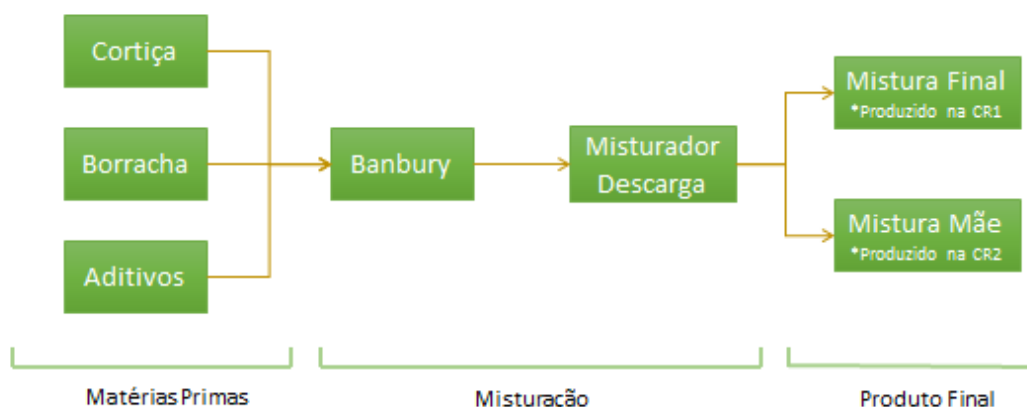 Cortiça
Borracha
Aditivos
Banbury
Misturador
Descarga
Mistura Final
*Produzido na CR1
Mistura Mãe
*Produzido na CR2
Matérias Primas
Misturação
Produto Final